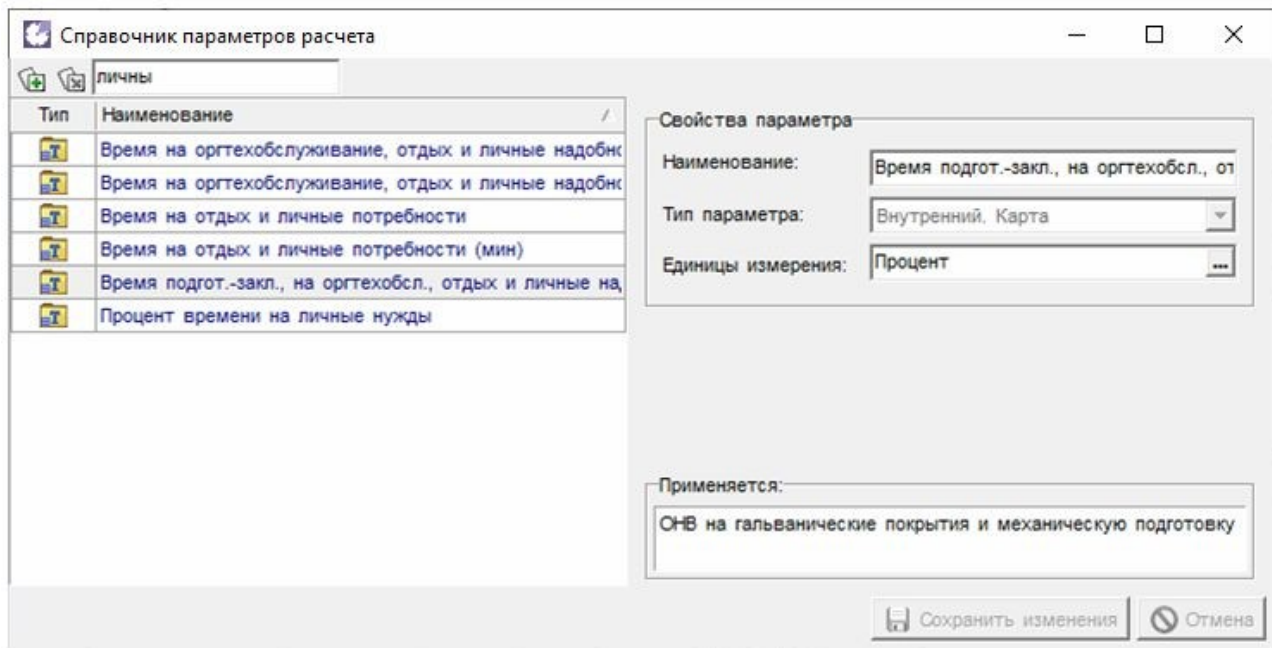 Справочник параметров расчета
личны
Тип Наименование
Время на оргтехобслуживание, отдых и личные надобно
Время на оргтехобслуживание, отдых и личные надобно
Время на отдых и личные потребности
Время на отдых и личные потребности (мин)
Время подгот.-закл., на оргтехобсл., отдых и личные на
Процент времени на личные нужды
Свойства параметра
Наименование: Время подгот.-закл., на оргтехобсл., от
Тип параметра: Внутренний. Карта
Единицы измерения: Процент ...
Применяется:
ОНВ на гальванические покрытия и механическую подготовку
Сохранить изменения Отмена